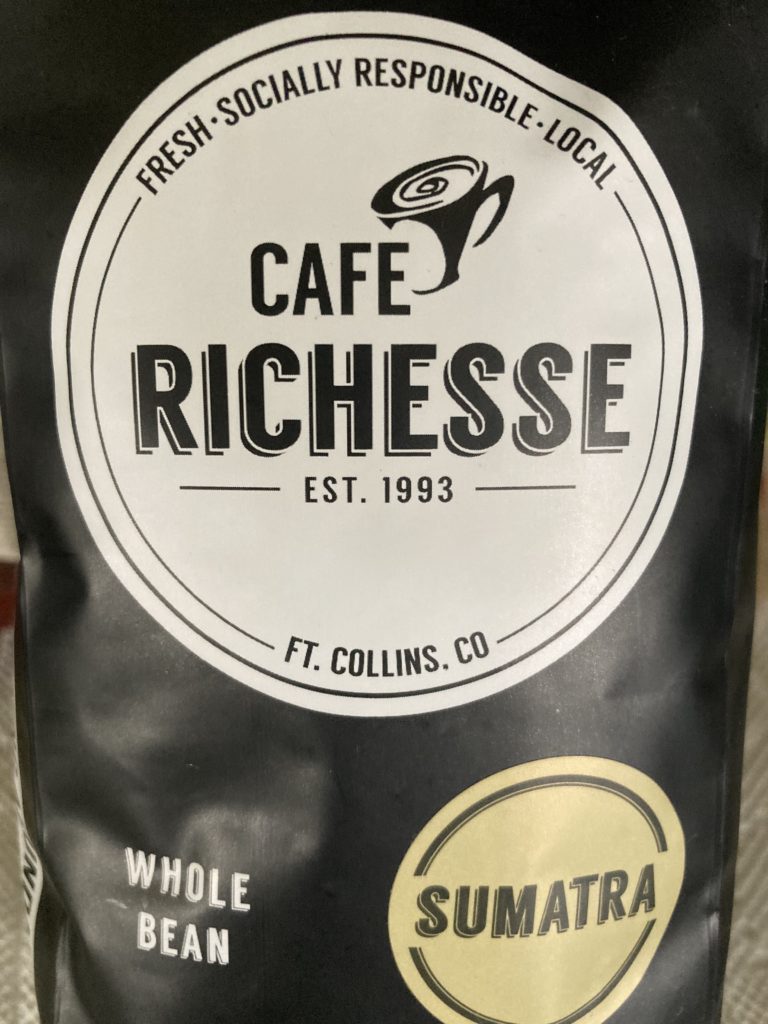 FRESH · SOCIALLY RESPONSIBLE · LOCAL
CAFE
RICHESSE
EST. 1993
FT. COLLINS, CO
WHOLE
BEAN
SUMATRA